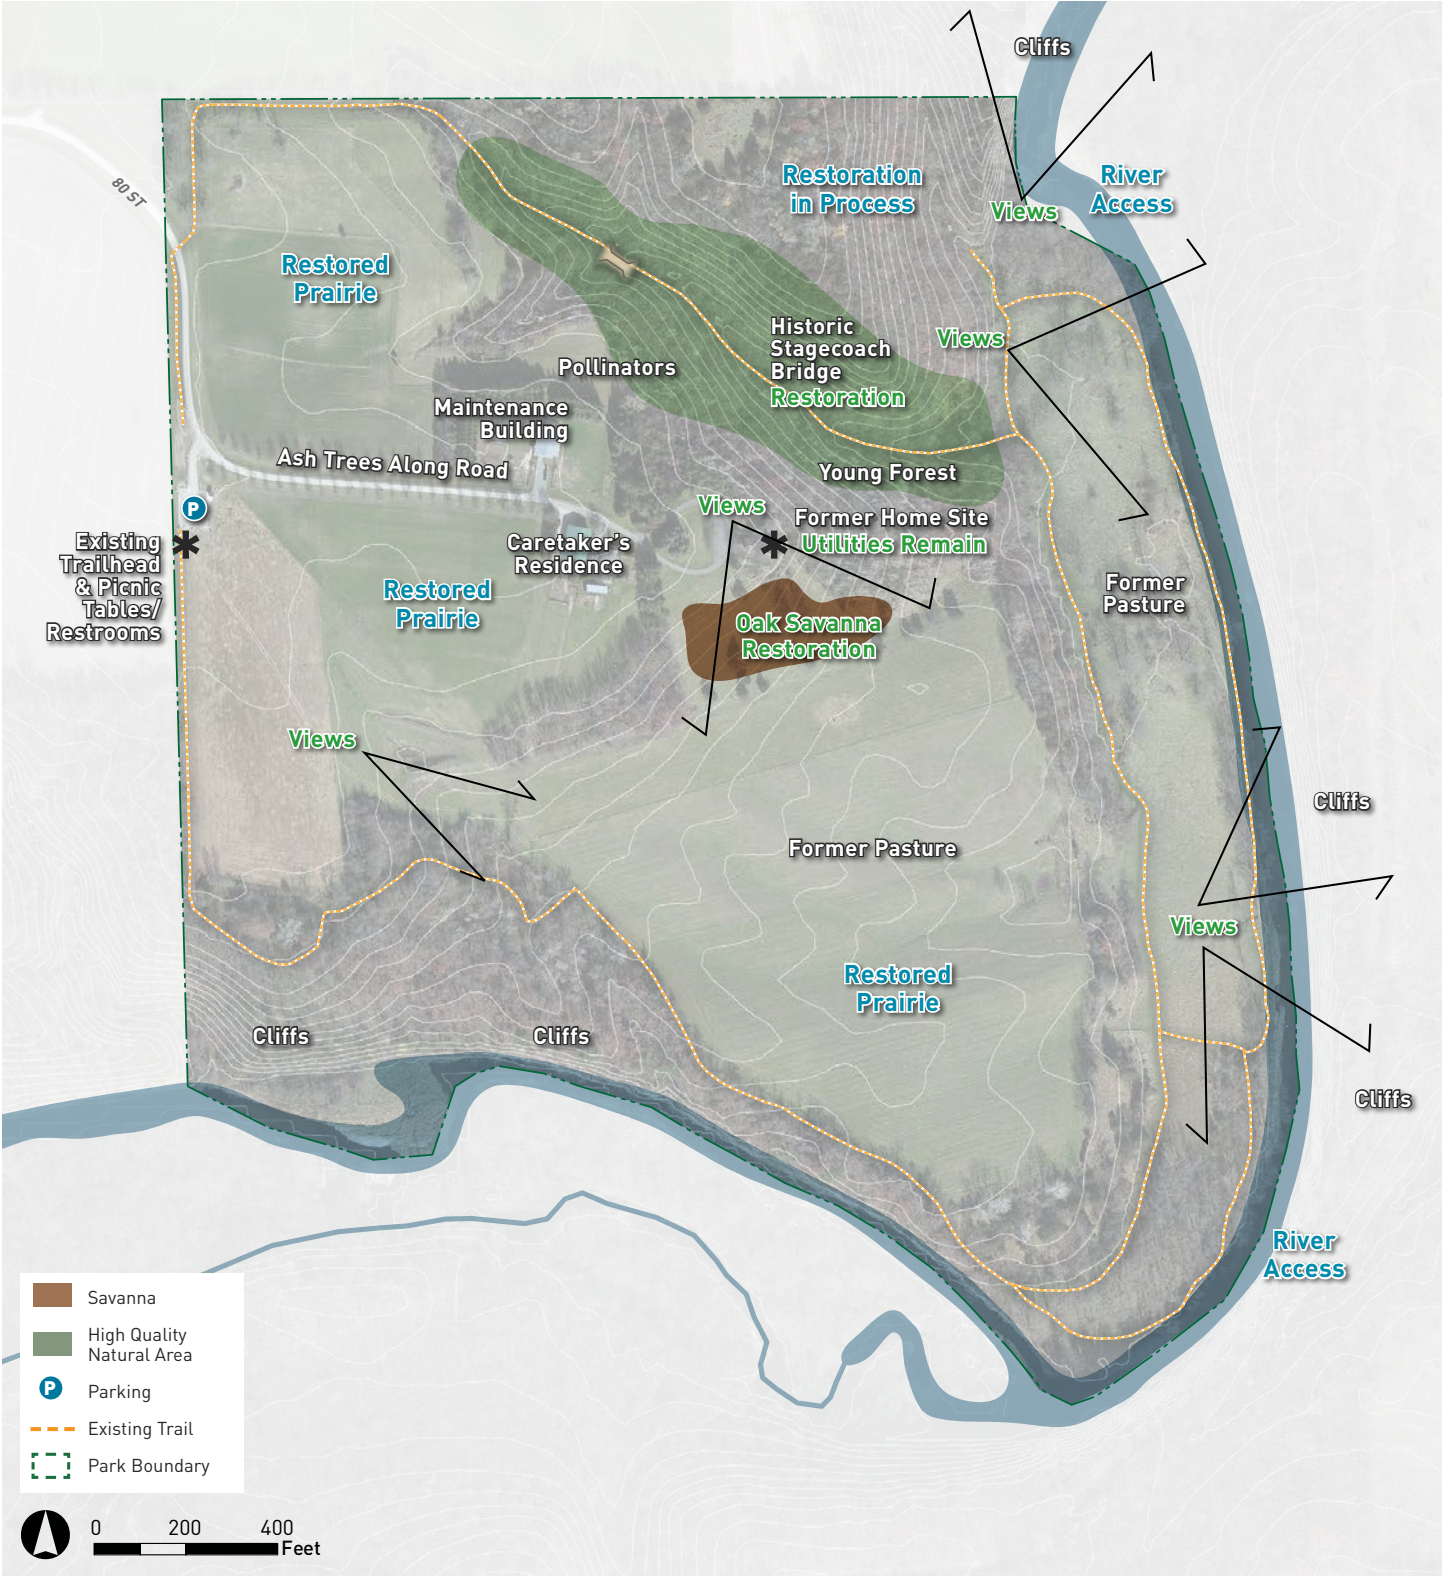 Cliffs
80 ST
Restoration
in Process
River
Access
Views
Restored
Prairie
Views
Historic
Stagecoach
Bridge
Restoration
Pollinators
Maintenance
Building
Ash Trees Along Road
Young Forest
P
Views
Former Home Site
Utilities Remain
Existing
Trailhead
& Picnic
Tables/
Restrooms
Caretaker's
Residence
Restored
Prairie
Former
Pasture
Oak Savanna
Restoration
Views
Cliffs
Former Pasture
Views
Restored
Prairie
Cliffs
Cliffs
Cliffs
River
Access
Savanna
High Quality
Natural Area
P
Parking
Existing Trail
Park Boundary
0 200 400
Feet